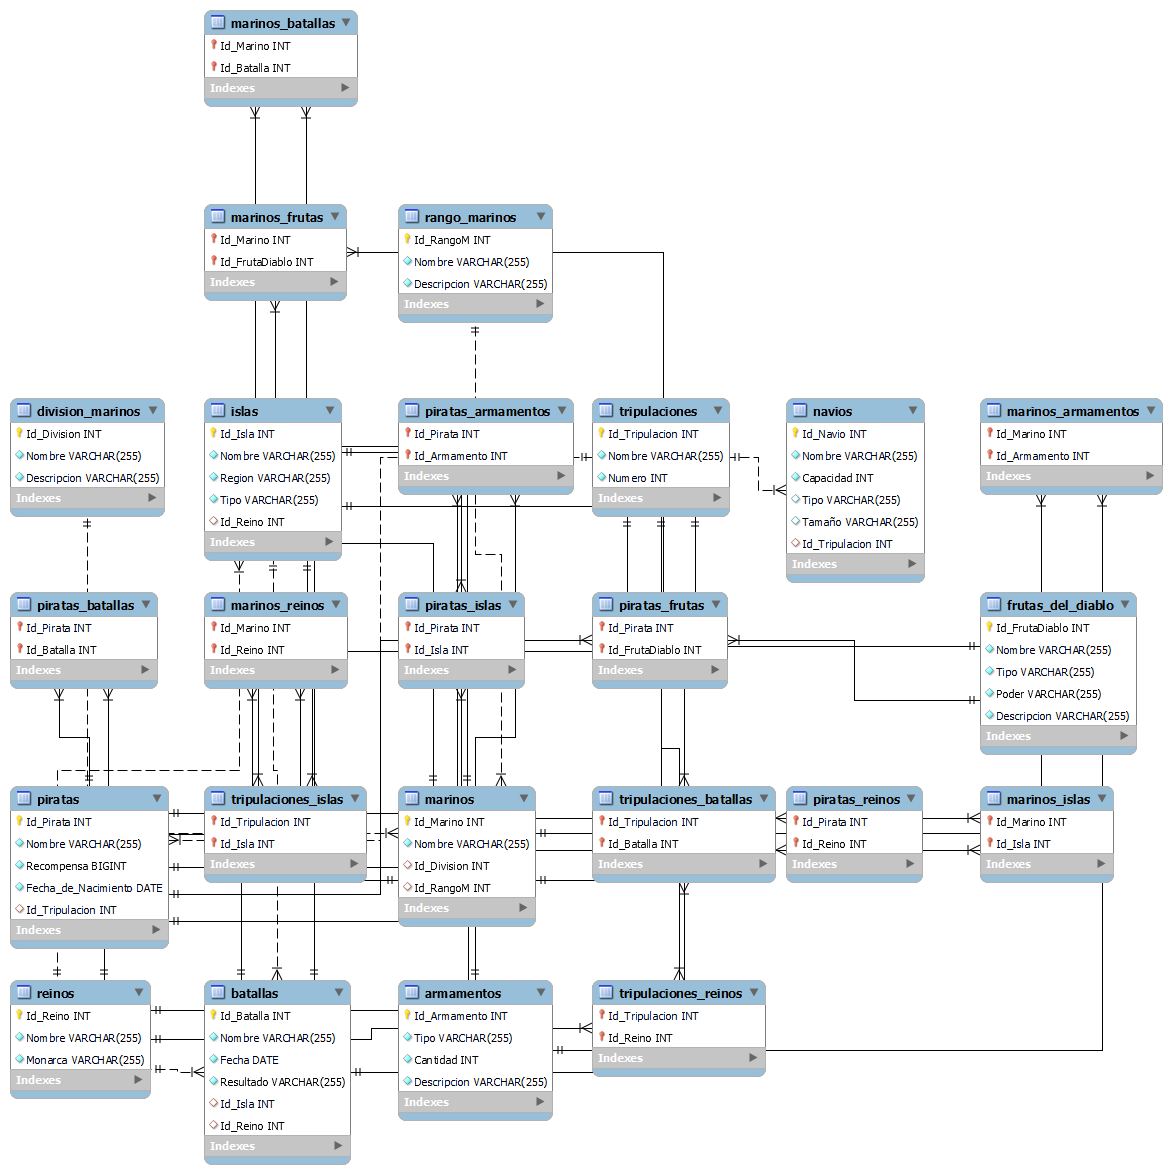 marinos_batallas
Id_Marino INT
Id_Batalla INT
Indexes
marinos_frutas
Id_Marino INT
Id_FrutaDiablo INT
Indexes
rango_marinos
Id_RangoM INT
Nombre VARCHAR(255)
Descripcion VARCHAR(255)
Indexes
division_marinos
Id_Division INT
Nombre VARCHAR(255)
Descripcion VARCHAR(255)
Indexes
islas
Id_Isla INT
Nombre VARCHAR(255)
Region VARCHAR(255)
Tipo VARCHAR(255)
Id_Reino INT
Indexes
piratas_armamentos
Id_Pirata INT
Id_Armamento INT
Indexes
tripulaciones
Id_Tripulacion INT
Nombre VARCHAR(255)
Numero INT
Indexes
navios
Id_Navio INT
Nombre VARCHAR(255)
Capacidad INT
Tipo VARCHAR(255)
Tamaño VARCHAR(255)
Id_Tripulacion INT
Indexes
marinos_armamentos
Id_Marino INT
Id_Armamento INT
Indexes
piratas_batallas
Id_Pirata INT
Id_Batalla INT
Indexes
marinos_reinos
Id_Marino INT
Id_Reino INT
Indexes
piratas_islas
Id_Pirata INT
Id_Isla INT
Indexes
piratas_frutas
Id_Pirata INT
Id_FrutaDiablo INT
Indexes
frutas_del_diablo
Id_FrutaDiablo INT
Nombre VARCHAR(255)
Tipo VARCHAR(255)
Poder VARCHAR(255)
Descripcion VARCHAR(255)
Indexes
piratas
Id_Pirata INT
Nombre VARCHAR(255)
Recompensa BIGINT
Fecha_de_Nacimiento DATE
Id_Tripulacion INT
Indexes
tripulaciones_islas
Id_Tripulacion INT
Id_Isla INT
Indexes
marinos
Id_Marino INT
Nombre VARCHAR(255)
Id_Division INT
Id_RangoM INT
Indexes
tripulaciones_batallas
Id_Tripulacion INT
Id_Batalla INT
Indexes
piratas_reinos
Id_Pirata INT
Id_Reino INT
Indexes
marinos_islas
Id_Marino INT
Id_Isla INT
Indexes
reinos
Id_Reino INT
Nombre VARCHAR(255)
Monarca VARCHAR(255)
Indexes
batallas
Id_Batalla INT
Nombre VARCHAR(255)
Fecha DATE
Resultado VARCHAR(255)
Id_Isla INT
Id_Reino INT
Indexes
armamentos
Id_Armamento INT
Tipo VARCHAR(255)
Cantidad INT
Descripcion VARCHAR(255)
Indexes
tripulaciones_reinos
Id_Tripulacion INT
Id_Reino INT
Indexes